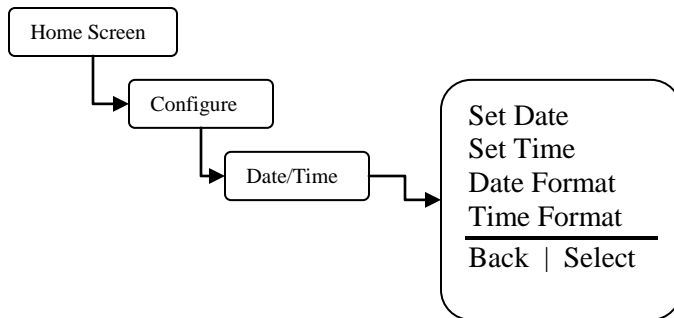 Home Screen
Configure
Date/Time
Set Date
Set Time
Date Format
Time Format
Back | Select